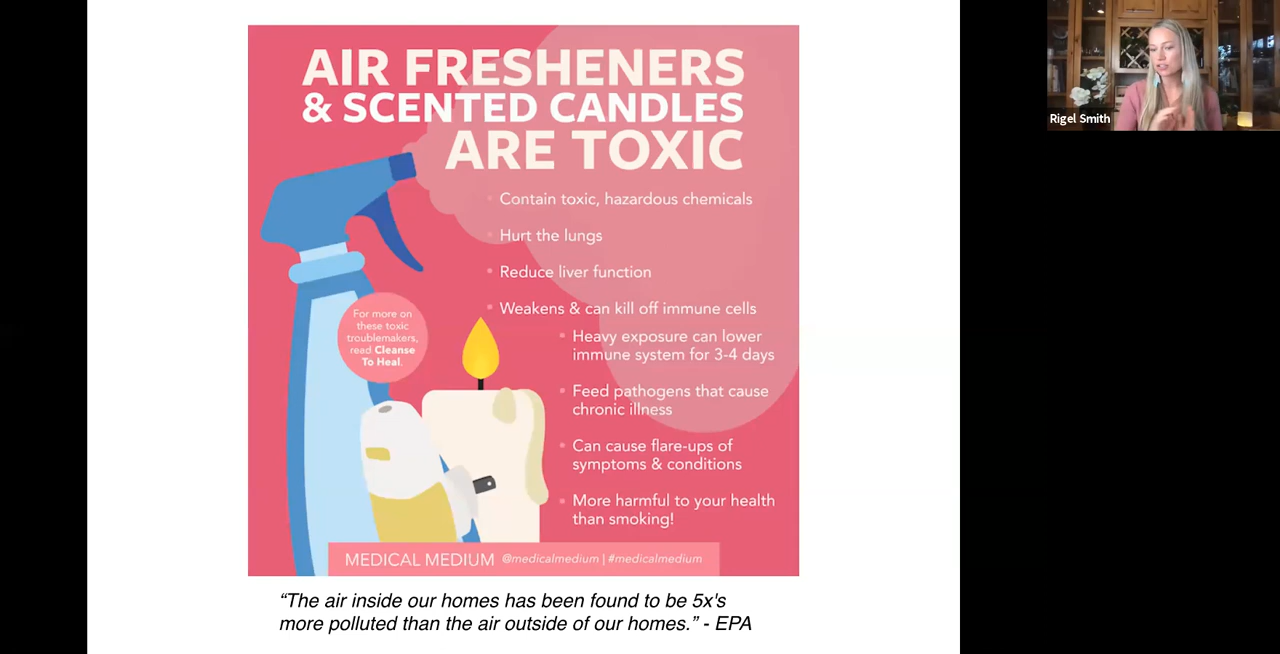 AIR FRESHENERS
& SCENTED CANDLES
ARE TOXIC
Contain toxic, hazardous chemicals
Hurt the lungs
Reduce liver function
Weakens & can kill off immune cells
Heavy exposure can lower
immune system for 3-4 days
Feed pathogens that cause
chronic illness
Can cause flare-ups of
symptoms & conditions
More harmful to your health
than smoking!
For more on
these toxic
troublemakers,
read Cleanse
To Heal.
MEDICAL MEDIUM @medicalmedium | #medicalmedium
“The air inside our homes has been found to be 5x's
more polluted than the air outside of our homes.” - EPA
Rigel Smith